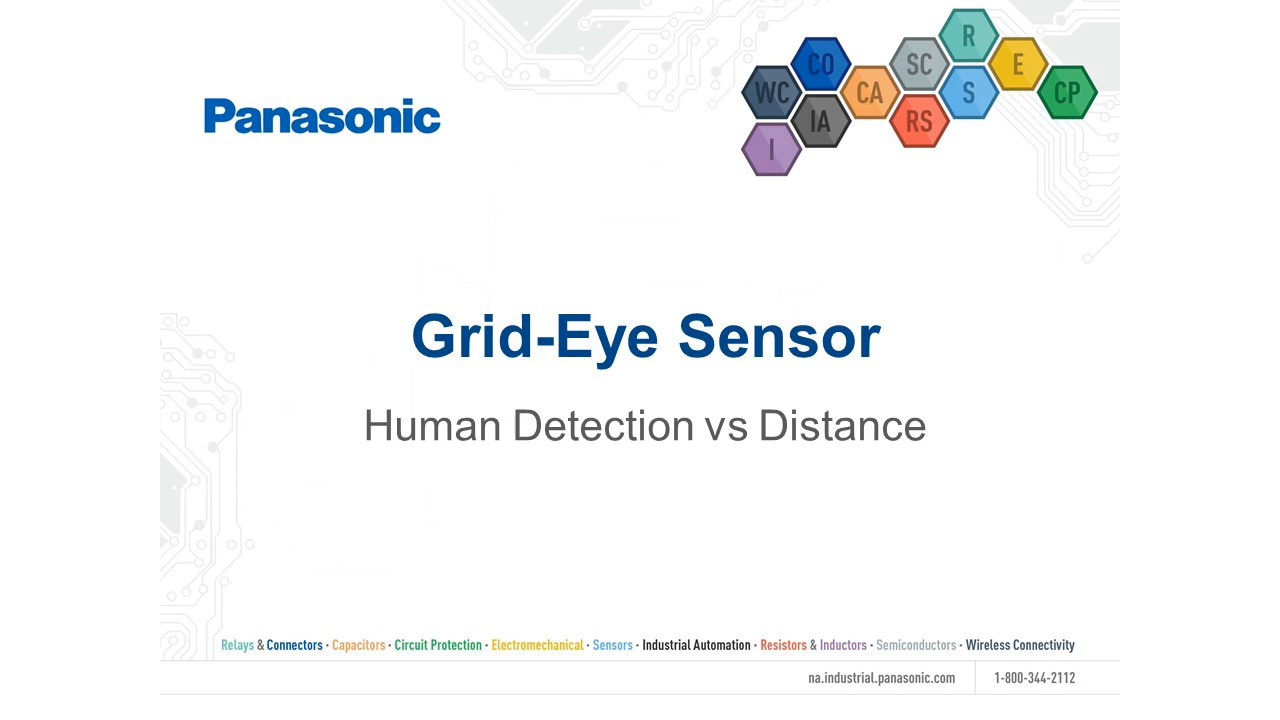 Panasonic
R
CO
SC
E
WC
CA
S
CP
IA
RS
I
Grid-Eye Sensor
Human Detection vs Distance
Relays & Connectors · Capacitors · Circuit Protection · Electromechanical · Sensors · Industrial Automation · Resistors & Inductors · Semiconductors · Wireless Connectivity
na.industrial.panasonic.com
1-800-344-2112